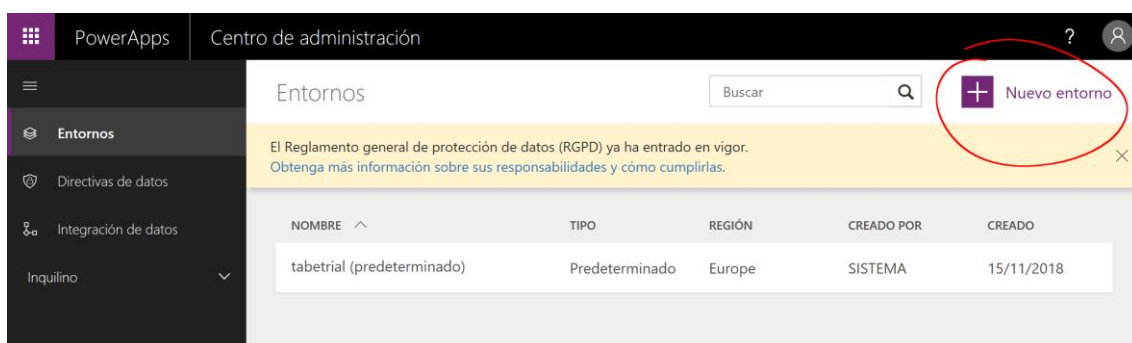 PowerApps
Centro de administración
?
Entornos
Buscar
Nuevo entorno
Entornos
Directivas de datos
Integración de datos
Inquilino
El Reglamento general de protección de datos (RGPD) ya ha entrado en vigor.
Obtenga más información sobre sus responsabilidades y cómo cumplirlas.
NOMBRE TIPO REGIÓN CREADO POR CREADO
tabetrial (predeterminado) Predeterminado Europe SISTEMA 15/11/2018